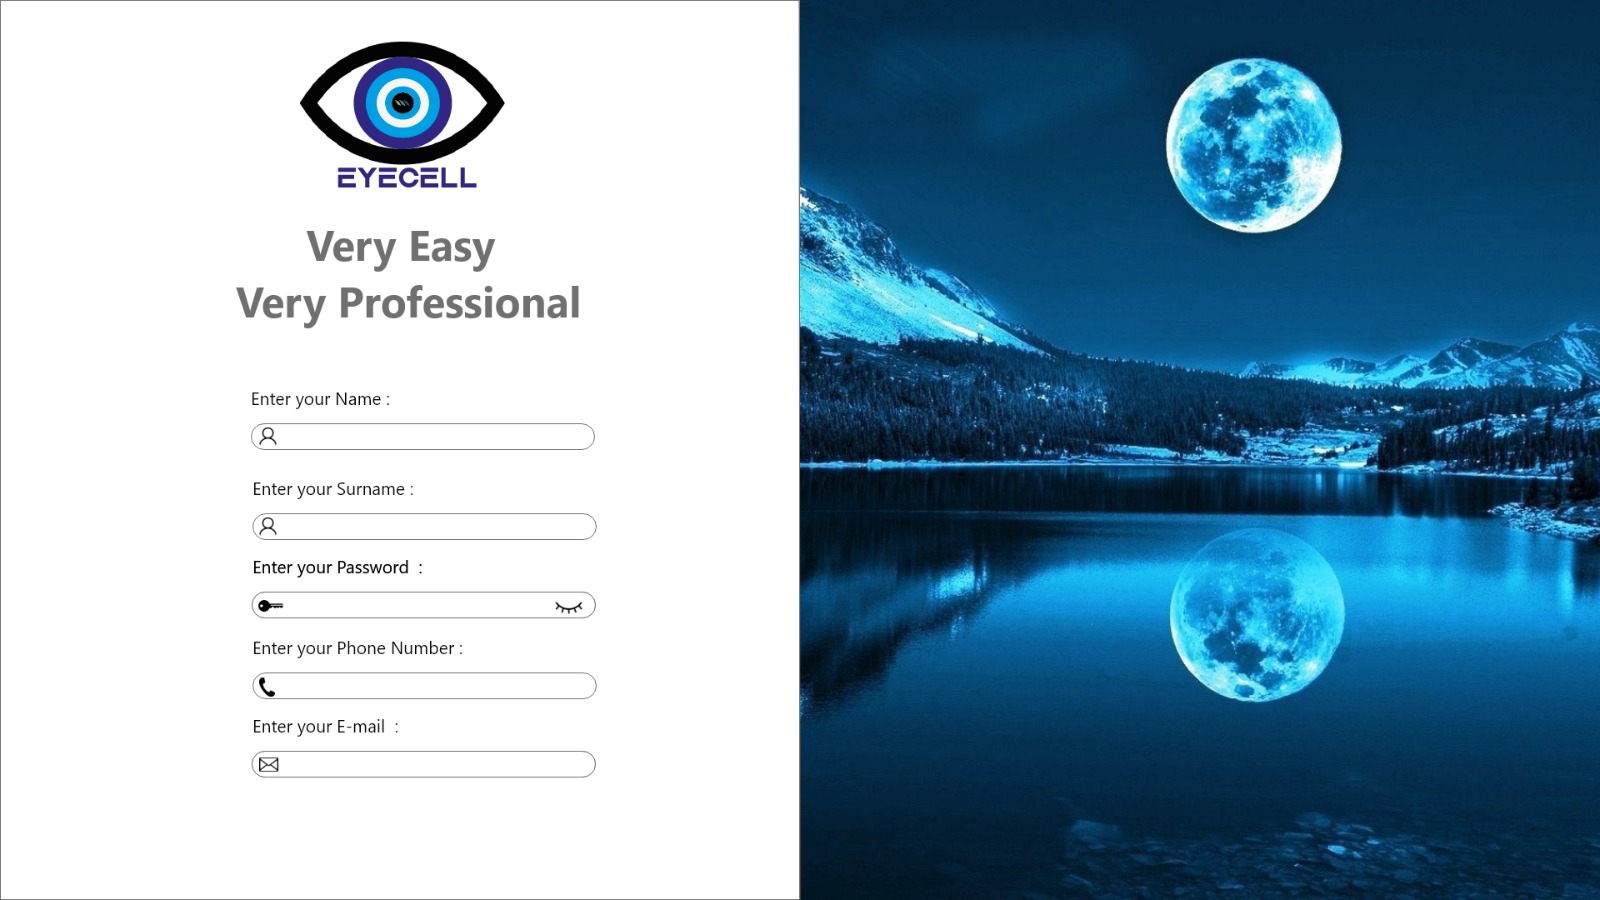 EYECELL
Very Easy
Very Professional
Enter your Name :
Enter your Surname :
Enter your Password  :
Enter your Phone Number :
Enter your E-mail  :